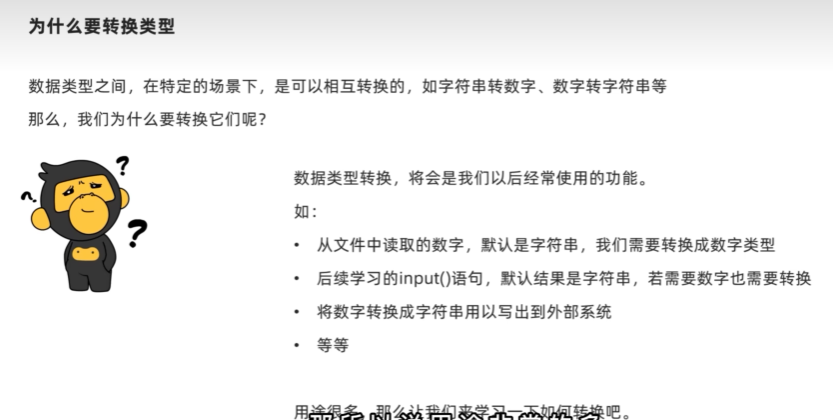 为什么要转换类型
数据类型之间，在特定的场景下，是可以相互转换的，如字符串转数字、数字转字符串等
那么，我们为什么要转换它们呢？
?
?
?
数据类型转换，将会是我们以后经常使用的功能。
如：
• 从文件中读取的数字，默认是字符串，我们需要转换成数字类型
• 后续学习的input()语句，默认结果是字符串，若需要数字也需要转换
• 将数字转换成字符串用以写出到外部系统
• 等等
用途很多，那么让我们来学习一下如何转换吧。